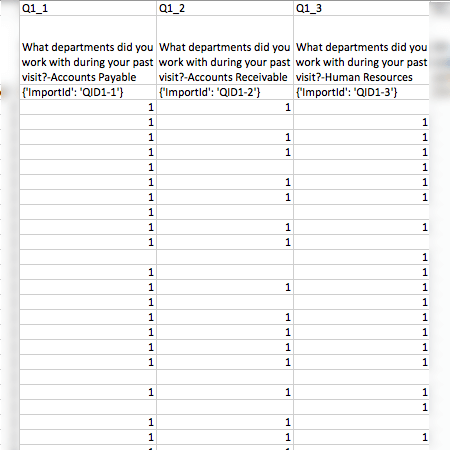 Q1_1 Q1_2 Q1_3
What departments did you What departments did you What departments did you
work with during your past work with during your past work with during your past
visit?-Accounts Payable visit?-Accounts Receivable visit?-Human Resources
{'ImportId': 'QID1-1'} {'ImportId': 'QID1-2'} {'ImportId': 'QID1-3'}
1 1
1 1
1 1 1
1 1 1
1 1
1 1 1
1 1 1
1
1 1 1
1 1
1
1 1
1 1 1
1 1
1 1 1
1 1 1
1 1 1
1 1 1
1 1 1
1
1 1
1 1 1